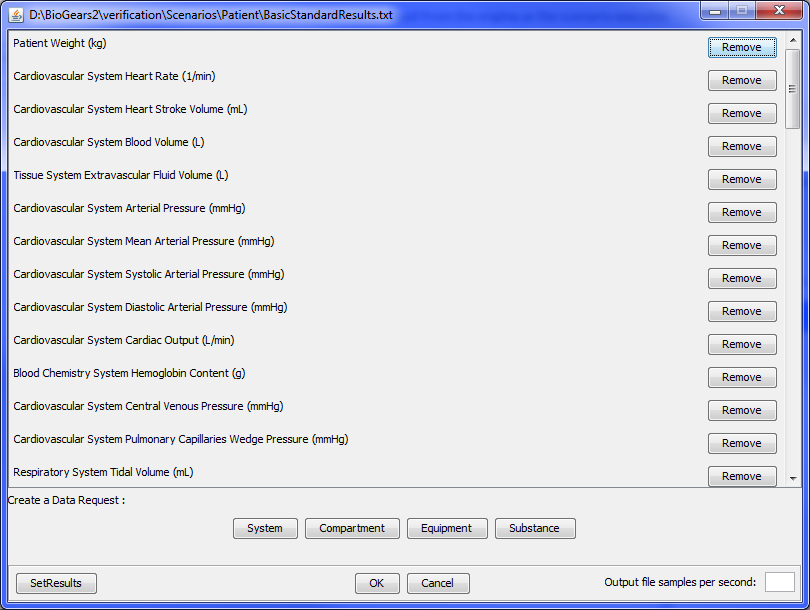 D:\BioGears2\verification\Scenarios\Patient\BasicStandardResults.txt
Patient Weight (kg) Remove
Cardiovascular System Heart Rate (1/min) Remove
Cardiovascular System Heart Stroke Volume (mL) Remove
Cardiovascular System Blood Volume (L) Remove
Tissue System Extravascular Fluid Volume (L) Remove
Cardiovascular System Arterial Pressure (mmHg) Remove
Cardiovascular System Mean Arterial Pressure (mmHg) Remove
Cardiovascular System Systolic Arterial Pressure (mmHg) Remove
Cardiovascular System Diastolic Arterial Pressure (mmHg) Remove
Cardiovascular System Cardiac Output (L/min) Remove
Blood Chemistry System Hemoglobin Content (g) Remove
Cardiovascular System Central Venous Pressure (mmHg) Remove
Cardiovascular System Pulmonary Capillaries Wedge Pressure (mmHg) Remove
Respiratory System Tidal Volume (mL) Remove
Create a Data Request :
System Compartment Equipment Substance
SetResults OK Cancel Output file samples per second: